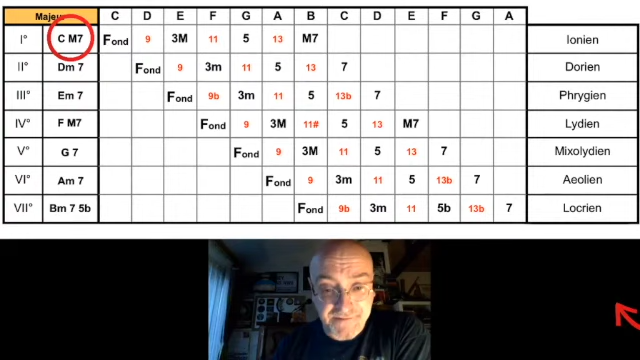 Majeur C D E F G A B C D E F G A
I° C M7 Fond 9 3M 11 5 13 M7 Ionien
II° Dm 7 Fond 9 3m 11 5 13 7 Dorien
III° Em 7 Fond 9b 3m 11 5 13b 7 Phrygien
IV° F M7 Fond 9 3M 11# 5 13 M7 Lydien
V° G 7 Fond 9 3M 11 5 13 7 Mixolydien
VI° Am 7 Fond 9 3m 11 5 13b 7 Aeolien
VII° Bm 7 5b Fond 9b 3m 11 5b 13b 7 Locrien